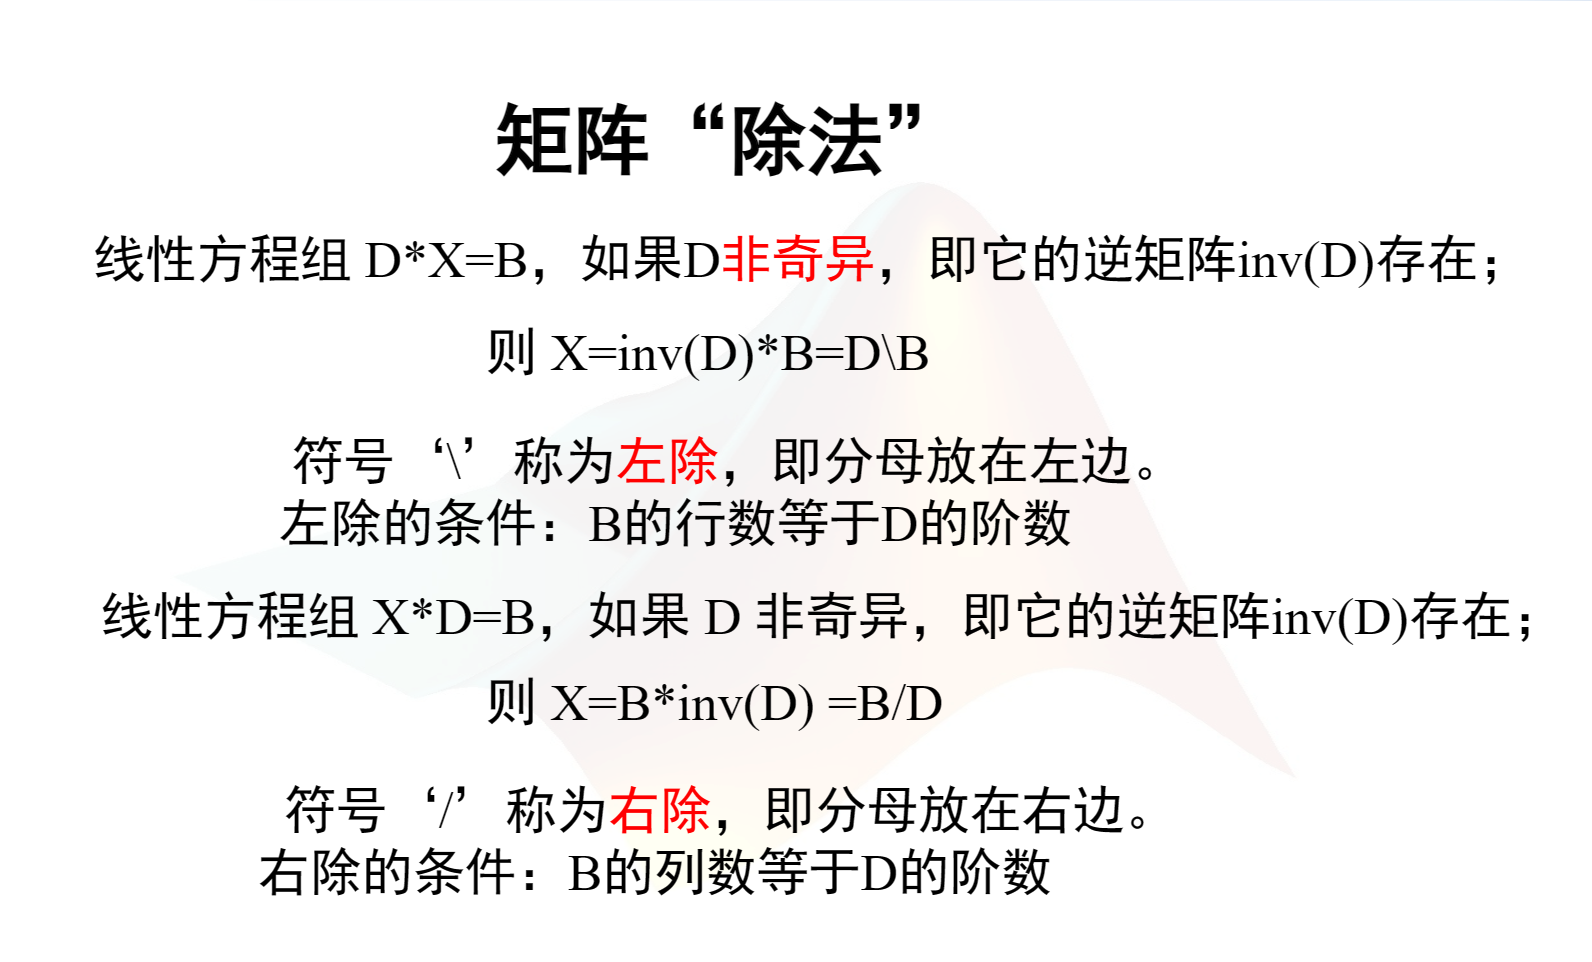 矩阵“除法”
线性方程组 D*X=B，如果D非奇异，即它的逆矩阵inv(D)存在；
则 X=inv(D)*B=D\B
符号‘\’称为左除，即分母放在左边。
左除的条件：B的行数等于D的阶数
线性方程组 X*D=B，如果 D 非奇异，即它的逆矩阵inv(D)存在；
则 X=B*inv(D) =B/D
符号‘/’称为右除，即分母放在右边。
右除的条件：B的列数等于D的阶数